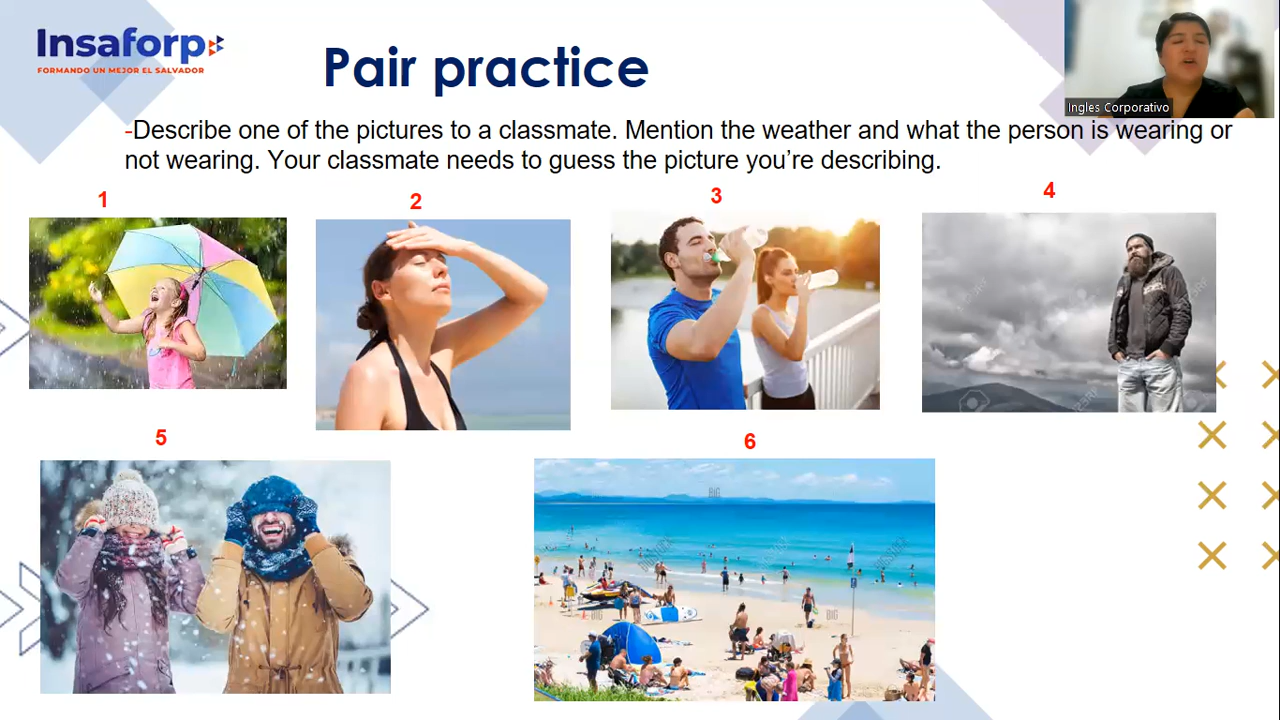 Insaforp
FORMANDO UN MEJOR EL SALVADOR
Pair practice
Ingles Corporativo
-Describe one of the pictures to a classmate. Mention the weather and what the person is wearing or
not wearing. Your classmate needs to guess the picture you’re describing.
1
2
3
4
5
6